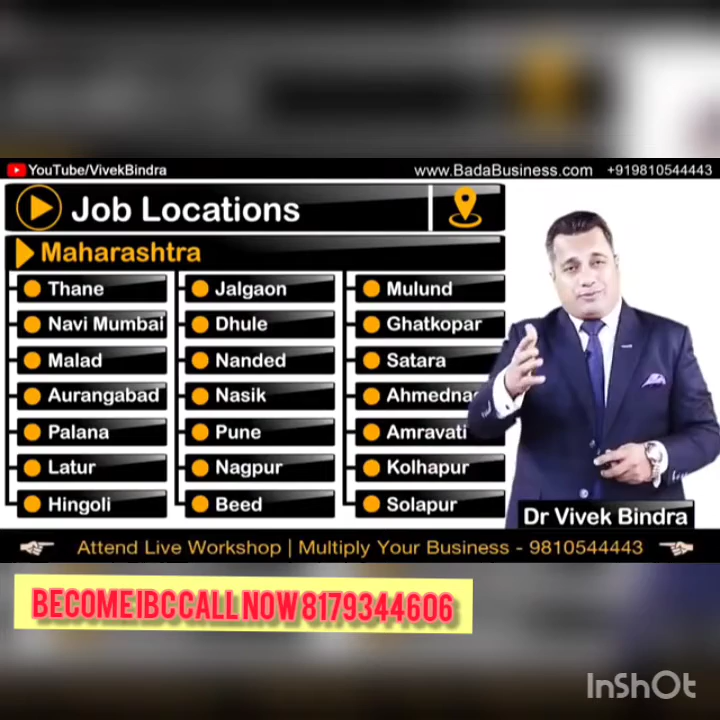 YouTube/VivekBindra
www.BadaBusiness.com +919810544443
Job Locations
Maharashtra
Thane
Navi Mumbai
Malad
Aurangabad
Palana
Latur
Hingoli
Jalgaon
Dhule
Nanded
Nasik
Pune
Nagpur
Beed
Mulund
Ghatkopar
Satara
Ahmedna
Amravati
Kolhapur
Solapur
Dr Vivek Bindra
Attend Live Workshop | Multiply Your Business - 9810544443
BECOME IBC CALL NOW 8179344606
InShOt